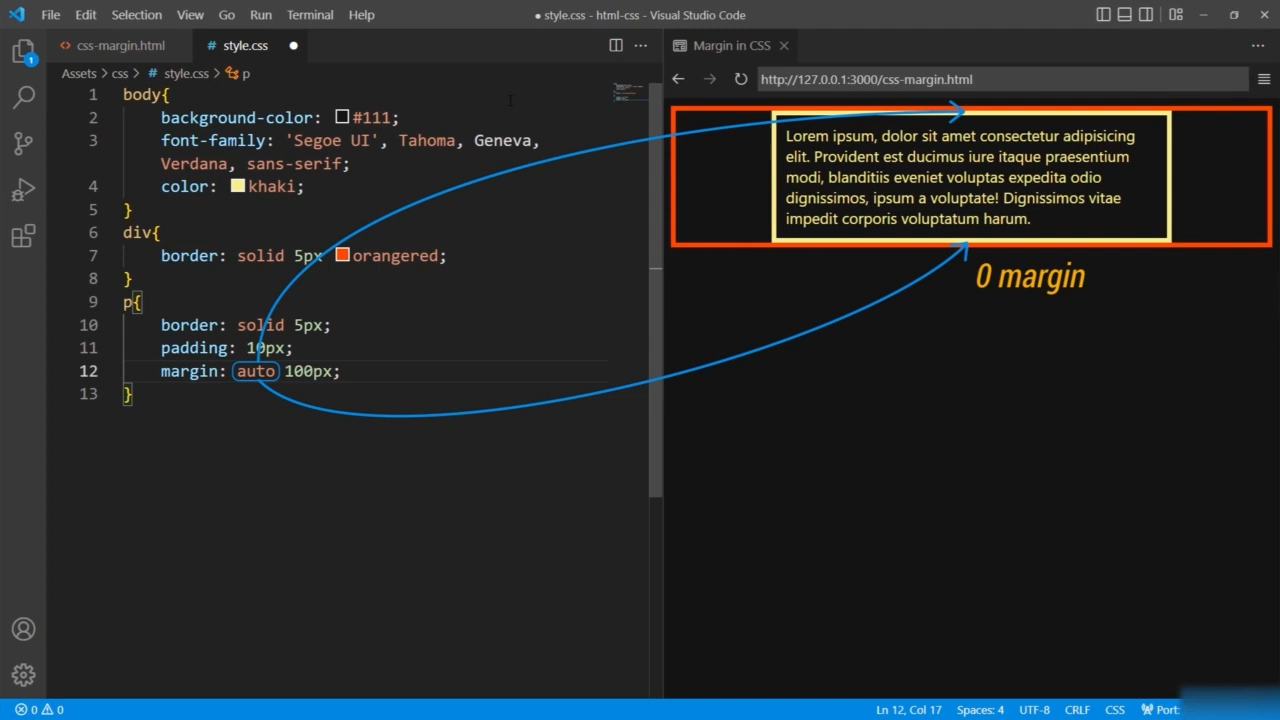 File Edit Selection View Go Run Terminal Help ● style.css - html-css - Visual Studio Code
css-margin.html # style.css ●
Margin in CSS
Assets > css > # style.css > p
http://127.0.0.1:3000/css-margin.html
1
1 body{
2 background-color: #111;
3 font-family: 'Segoe UI', Tahoma, Geneva,
Verdana, sans-serif;
4 color: khaki;
5 }
6 div{
7 border: solid 5px orangered;
8 }
9 p{
10 border: solid 5px;
11 padding: 10px;
12 margin: auto 100px;
13 }
Lorem ipsum, dolor sit amet consectetur adipisicing
elit. Provident est ducimus iure itaque praesentium
modi, blanditiis eveniet voluptas expedita odio
dignissimos, ipsum a voluptate! Dignissimos vitae
impedit corporis voluptatum harum.
0 margin
0 0 Ln 12, Col 17 Spaces: 4 UTF-8 CRLF CSS Port: